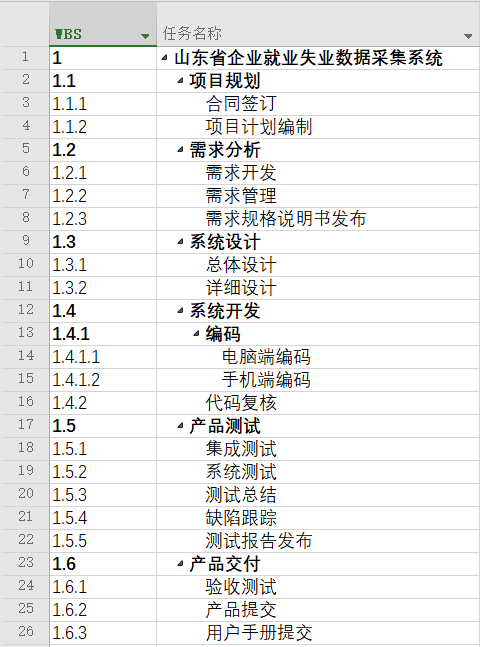 WBS 任务名称
1 1 山东省企业就业失业数据采集系统
2 1.1 项目规划
3 1.1.1 合同签订
4 1.1.2 项目计划编制
5 1.2 需求分析
6 1.2.1 需求开发
7 1.2.2 需求管理
8 1.2.3 需求规格说明书发布
9 1.3 系统设计
10 1.3.1 总体设计
11 1.3.2 详细设计
12 1.4 系统开发
13 1.4.1 编码
14 1.4.1.1 电脑端编码
15 1.4.1.2 手机端编码
16 1.4.2 代码复核
17 1.5 产品测试
18 1.5.1 集成测试
19 1.5.2 系统测试
20 1.5.3 测试总结
21 1.5.4 缺陷跟踪
22 1.5.5 测试报告发布
23 1.6 产品交付
24 1.6.1 验收测试
25 1.6.2 产品提交
26 1.6.3 用户手册提交